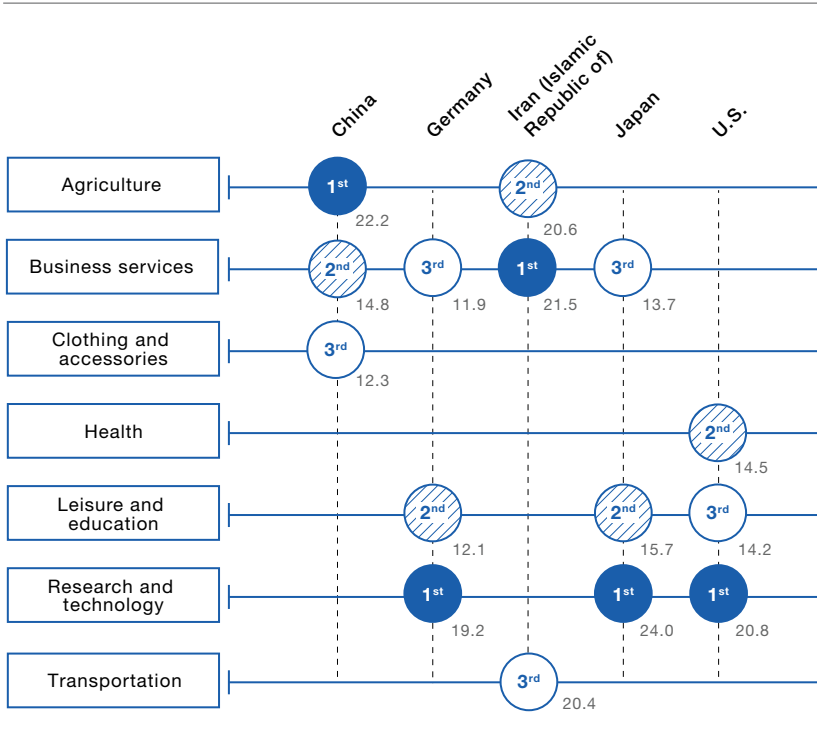 China
Germany
Iran (Islamic
Republic of)
Japan
U.S.
Agriculture
1st
2nd
22.2
20.6
Business services
2nd
3rd
1st
3rd
14.8
11.9
21.5
13.7
Clothing and
accessories
3rd
12.3
Health
2nd
14.5
Leisure and
education
2nd
2nd
3rd
12.1
15.7
14.2
Research and
technology
1st
1st
1st
19.2
24.0
20.8
Transportation
3rd
20.4